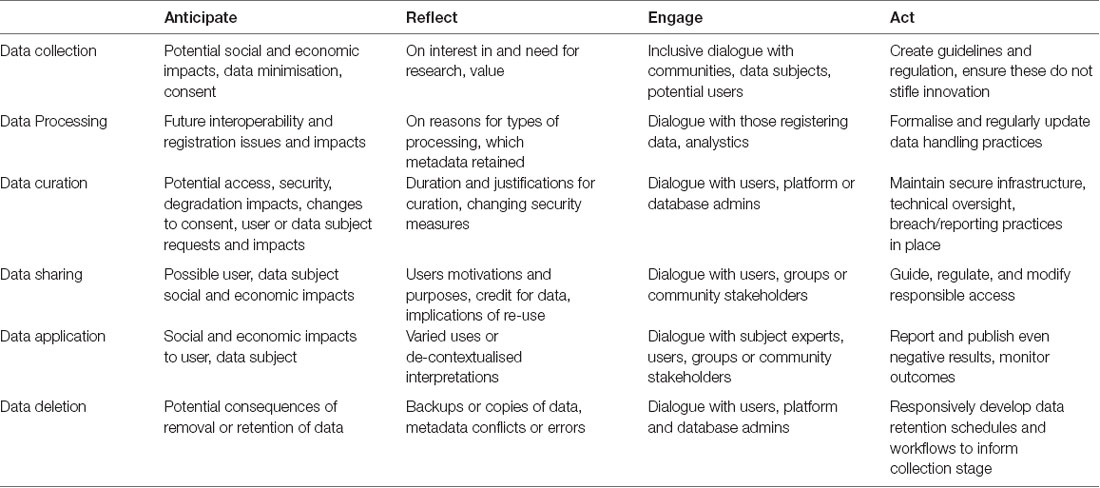 Anticipate Reflect Engage Act
Data collection Potential social and economic On interest in and need for Inclusive dialogue with Create guidelines and
impacts, data minimisation, research, value communities, data subjects, regulation, ensure these do not
consent potential users stifle innovation
Data Processing Future interoperability and On reasons for types of Dialogue with those registering Formalise and regularly update
registration issues and impacts processing, which data, analystics data handling practices
metadata retained
Data curation Potential access, security, Duration and justifications for Dialogue with users, platform or Maintain secure infrastructure,
degradation impacts, changes curation, changing security database admins technical oversight,
to consent, user or data subject measures breach/reporting practices
requests and impacts in place
Data sharing Possible user, data subject Users motivations and Dialogue with users, groups or Guide, regulate, and modify
social and economic impacts purposes, credit for data, community stakeholders responsible access
implications of re-use
Data application Social and economic impacts Varied uses or Dialogue with subject experts, Report and publish even
to user, data subject de-contextualised users, groups or community negative results, monitor
interpretations stakeholders outcomes
Data deletion Potential consequences of Backups or copies of data, Dialogue with users, platform Responsively develop data
removal or retention of data metadata conflicts or errors and database admins retention schedules and
workflows to inform
collection stage